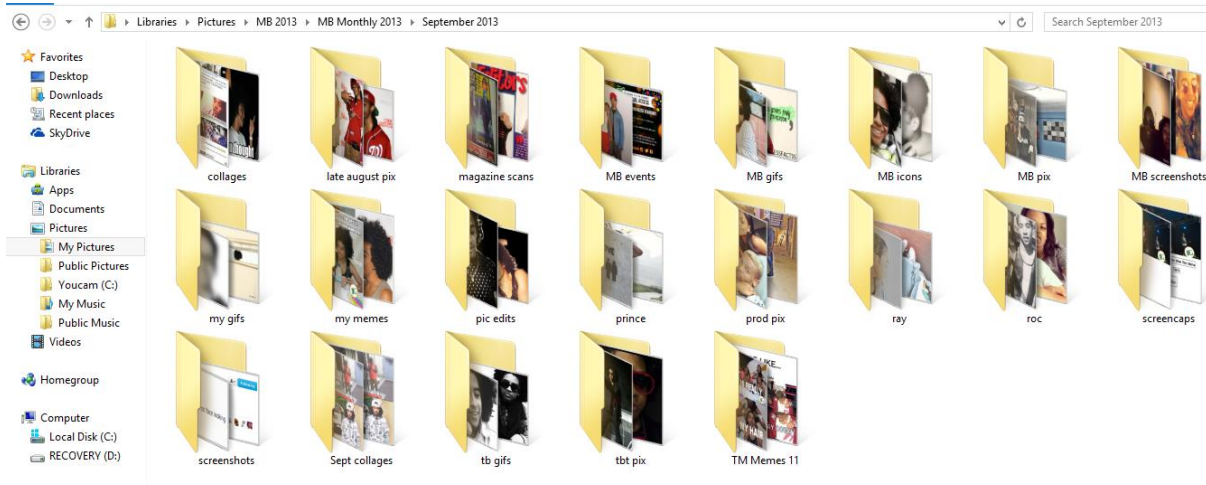 Libraries Pictures MB 2013 MB Monthly 2013 September 2013
Search September 2013
Favorites
Desktop
Downloads
Recent places
SkyDrive
Libraries
Apps
Documents
Pictures
My Pictures
Public Pictures
Youcam (C:)
My Music
Public Music
Videos
Homegroup
Computer
Local Disk (C:)
RECOVERY (D:)
collages late august pix magazine scans MB events MB gifs MB icons MB pix MB screenshots
my gifs my memes pic edits prince prod pix ray roc screencaps
screenshots Sept collages tb gifs tbt pix TM Memes 11